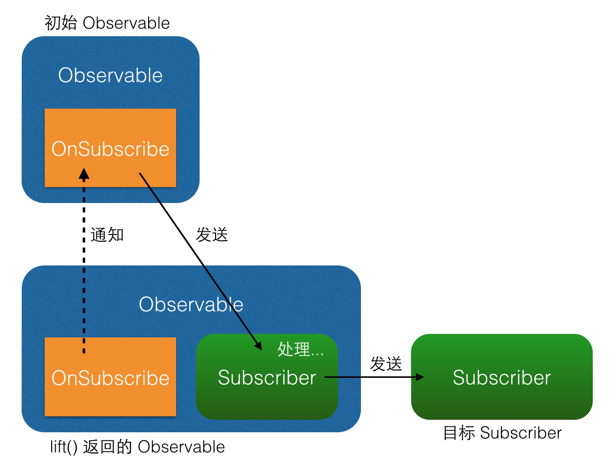 初始 Observable
Observable
OnSubscribe
通知
发送
Observable
OnSubscribe
处理...
Subscriber
发送
Subscriber
lift() 返回的 Observable
目标 Subscriber